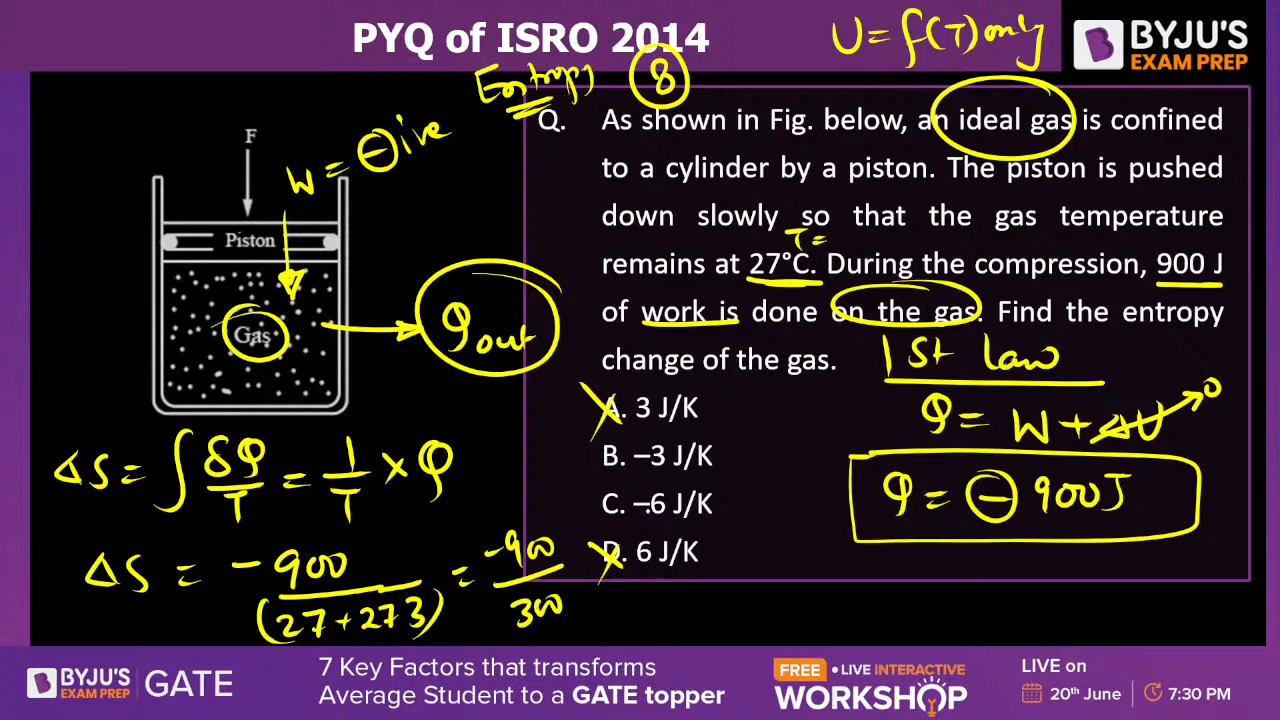 PYQ of ISRO 2014
U = f(T) only
BYJU'S
EXAM PREP
Entropy
8
F
W = ⊖ive
Piston
Gas
Qout
Q. As shown in Fig. below, an ideal gas is confined
to a cylinder by a piston. The piston is pushed
down slowly so that the gas temperature
T =
remains at 27°C. During the compression, 900 J
of work is done on the gas. Find the entropy
change of the gas.
1st law
A. 3 J/K
B. –3 J/K
C. –6 J/K
D. 6 J/K
Q = W + ΔU → 0
Q = ⊖ 900J
ΔS = ∫ δQ/T = 1/T × Q
ΔS = -900/(27+273) = -900/300
BYJU'S
EXAM PREP
GATE
7 Key Factors that transforms
Average Student to a GATE topper
FREE • LIVE INTERACTIVE
WORKSHOP
LIVE on
20th June
7:30 PM